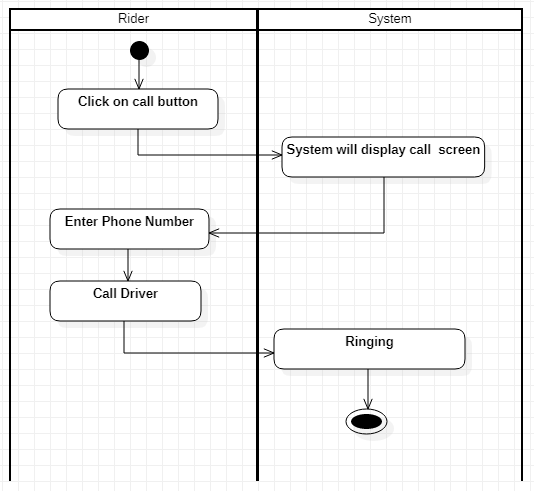 Rider
System
Click on call button
System will display call  screen
Enter Phone Number
Call Driver
Ringing